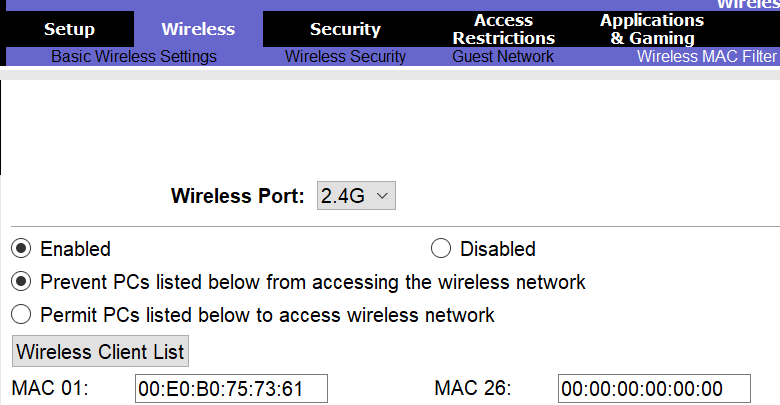 Setup Wireless Security Access Restrictions Applications & Gaming
Basic Wireless Settings Wireless Security Guest Network Wireless MAC Filter
Wireless Port: 2.4G
Enabled Disabled
Prevent PCs listed below from accessing the wireless network
Permit PCs listed below to access wireless network
Wireless Client List
MAC 01: 00:E0:B0:75:73:61 MAC 26: 00:00:00:00:00:00